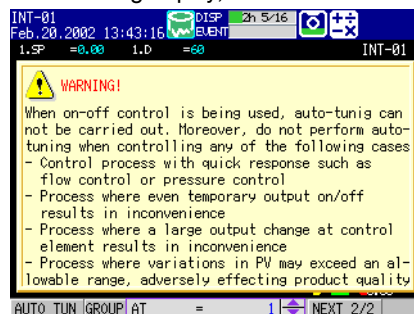 INT-01 DISP 2h 5/16
Feb.20.2002 13:43:16 EVENT
1.SP =0.00 1.D =60 INT-01
WARNING!
When on-off control is being used, auto-tunig can
not be carried out. Moreover, do not perform auto-
tuning when controlling any of the following cases
- Control process with quick response such as
flow control or pressure control
- Process where even temporary output on/off
results in inconvenience
- Process where a large output change at control
element results in inconvenience
- Process where variations in PV may exceed an al-
lowable range, adversely effecting product quality
AUTO TUN GROUP AT = 1 NEXT 2/2